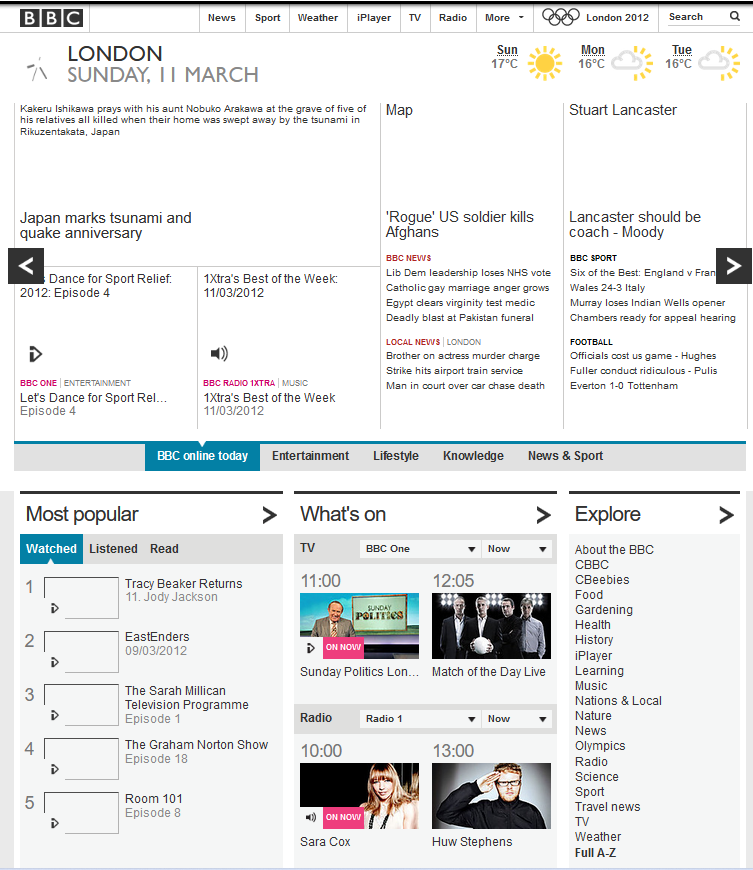 BBC
News
Sport
Weather
iPlayer
TV
Radio
More
London 2012
Search
LONDON
SUNDAY, 11 MARCH
Sun
17°C
Mon
16°C
Tue
16°C
Kakeru Ishikawa prays with his aunt Nobuko Arakawa at the grave of five of
his relatives all killed when their home was swept away by the tsunami in
Rikuzentakata, Japan
Japan marks tsunami and
quake anniversary
Dance for Sport Relief:
2012: Episode 4
BBC ONE | ENTERTAINMENT
Let's Dance for Sport Rel…
Episode 4
1Xtra's Best of the Week:
11/03/2012
BBC RADIO 1XTRA | MUSIC
1Xtra's Best of the Week
11/03/2012
Map
'Rogue' US soldier kills
Afghans
BBC NEWS
Lib Dem leadership loses NHS vote
Catholic gay marriage anger grows
Egypt clears virginity test medic
Deadly blast at Pakistan funeral
LOCAL NEWS | LONDON
Brother on actress murder charge
Strike hits airport train service
Man in court over car chase death
Stuart Lancaster
Lancaster should be
coach - Moody
BBC SPORT
Six of the Best: England v Fran
Wales 24-3 Italy
Murray loses Indian Wells opener
Chambers ready for appeal hearing
FOOTBALL
Officials cost us game - Hughes
Fuller conduct ridiculous - Pulis
Everton 1-0 Tottenham
BBC online today
Entertainment
Lifestyle
Knowledge
News & Sport
Most popular
Watched
Listened
Read
1
Tracy Beaker Returns
11. Jody Jackson
2
EastEnders
09/03/2012
3
The Sarah Millican
Television Programme
Episode 1
4
The Graham Norton Show
Episode 18
5
Room 101
Episode 8
What's on
TV
BBC One
Now
11:00
SUNDAY
POLITICS
ON NOW
Sunday Politics Lon…
12:05
Match of the Day Live
Radio
Radio 1
Now
10:00
ON NOW
Sara Cox
13:00
Huw Stephens
Explore
About the BBC
CBBC
CBeebies
Food
Gardening
Health
History
iPlayer
Learning
Music
Nations & Local
Nature
News
Olympics
Radio
Science
Sport
Travel news
TV
Weather
Full A-Z